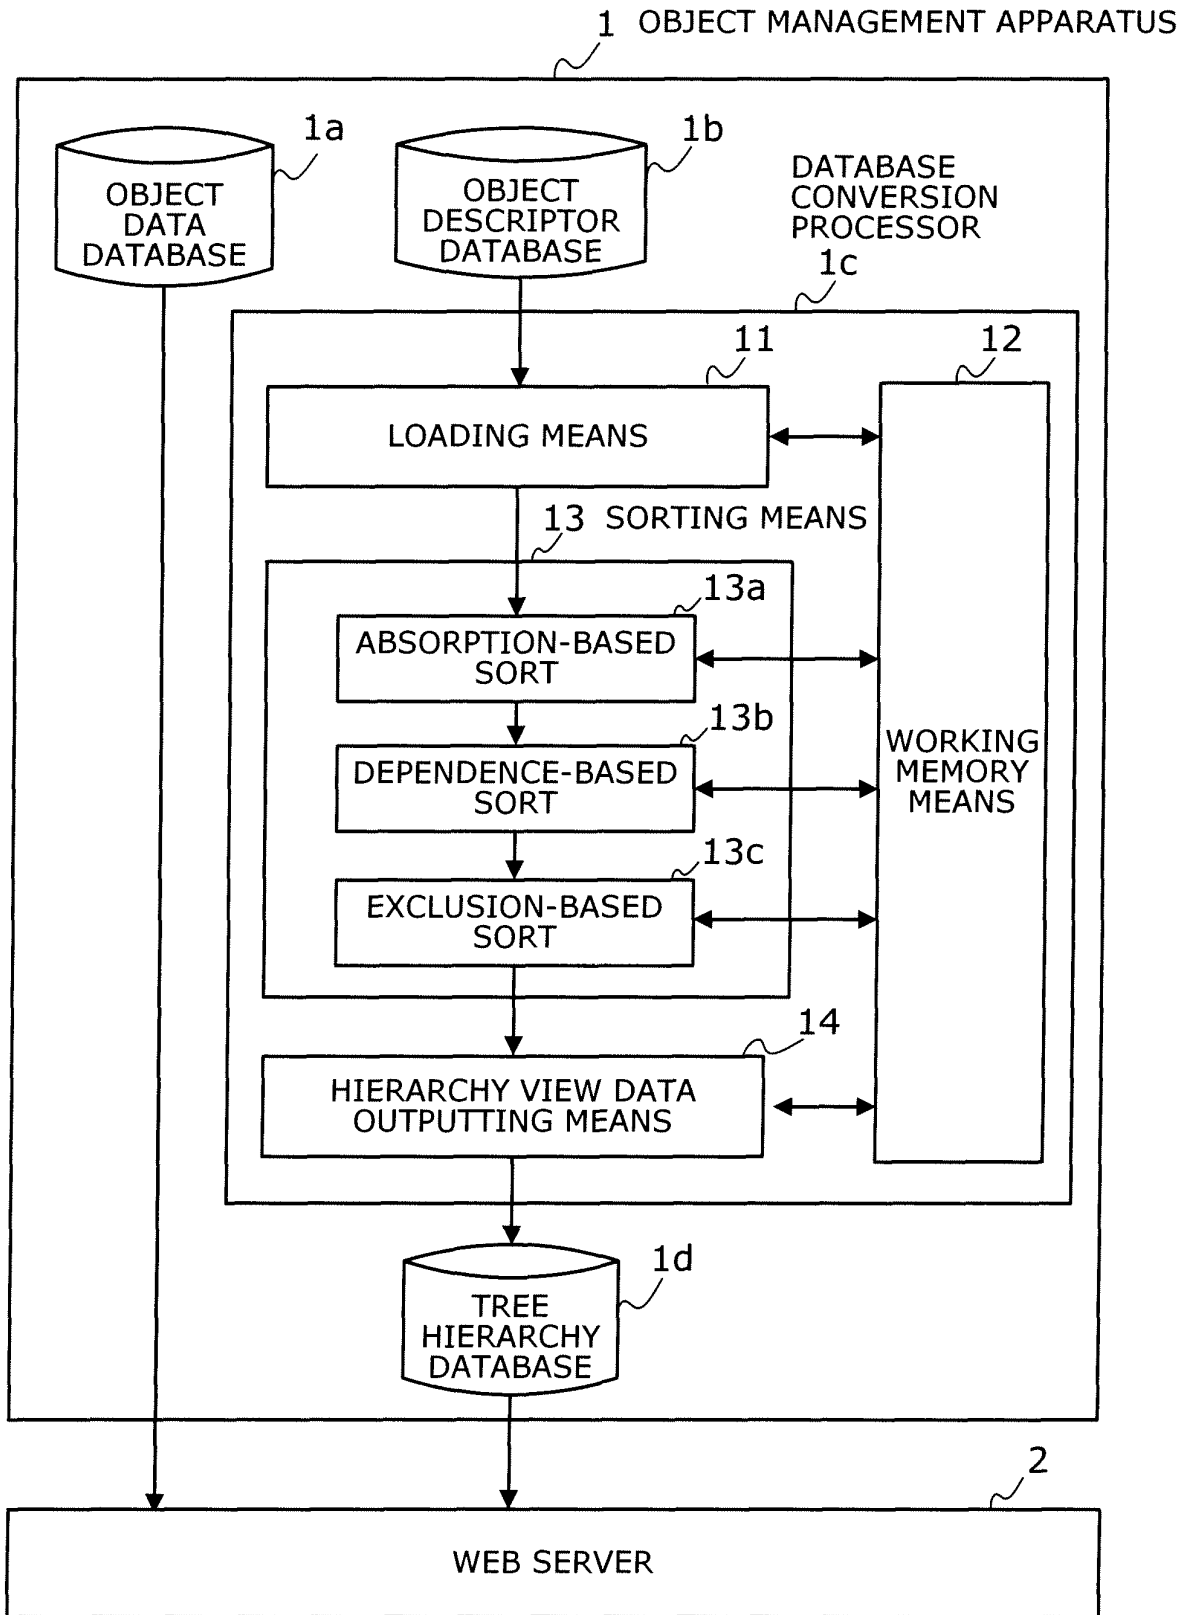 1 OBJECT MANAGEMENT APPARATUS
1a
OBJECT
DATA
DATABASE
1b
OBJECT
DESCRIPTOR
DATABASE
DATABASE
CONVERSION
PROCESSOR
1c
11
LOADING MEANS
12
WORKING
MEMORY
MEANS
13 SORTING MEANS
13a
ABSORPTION-BASED
SORT
13b
DEPENDENCE-BASED
SORT
13c
EXCLUSION-BASED
SORT
14
HIERARCHY VIEW DATA
OUTPUTTING MEANS
1d
TREE
HIERARCHY
DATABASE
2
WEB SERVER